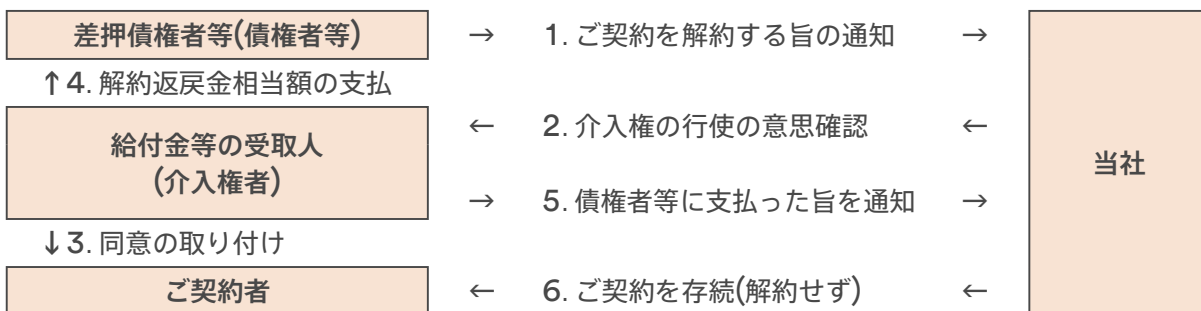 差押債権者等(債権者等) → 1. ご契約を解約する旨の通知 →
↑4. 解約返戻金相当額の支払
給付金等の受取人
(介入権者)
← 2. 介入権の行使の意思確認 ←
→ 5. 債権者等に支払った旨を通知 →
当社
↓3. 同意の取り付け
ご契約者 ← 6. ご契約を存続(解約せず) ←